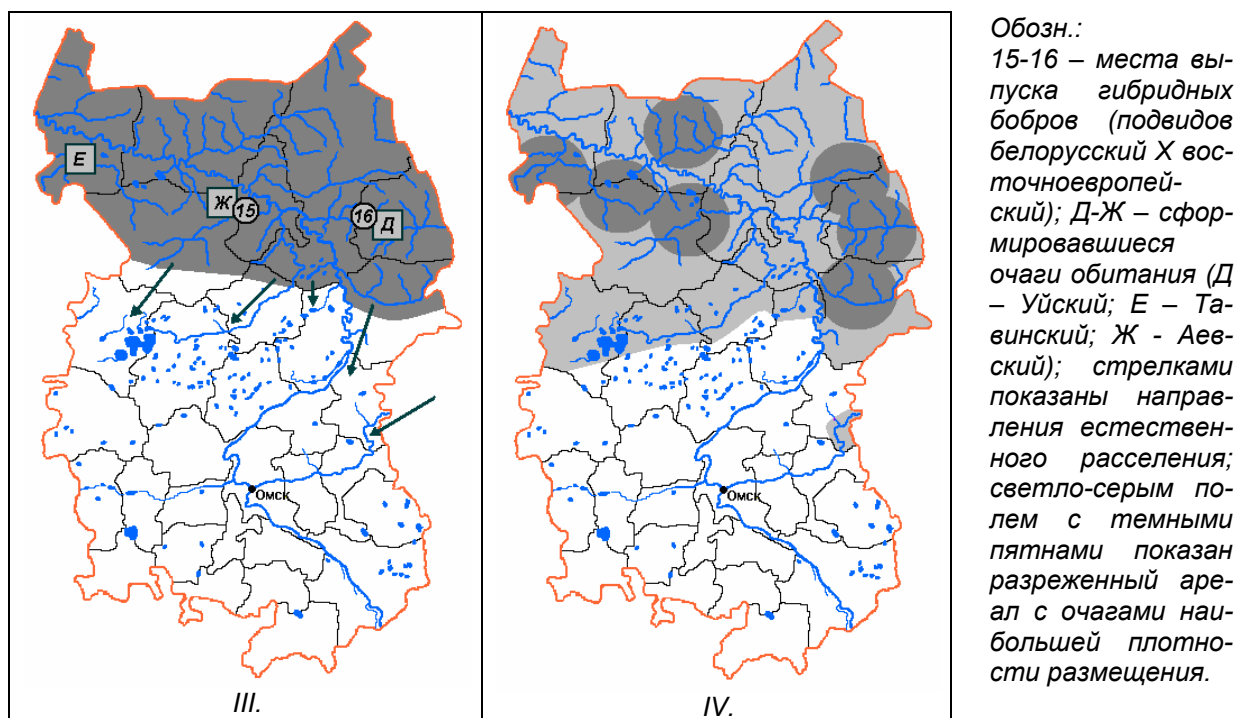 Обозн.:
15-16 – места вы-
пуска гибридных
бобров (подвидов
белорусский Х вос-
точноевропей-
ский); Д-Ж – сфор-
мировавшиеся
очаги обитания (Д
– Уйский; Е – Та-
винский; Ж - Аев-
ский); стрелками
показаны направ-
ления естествен-
ного расселения;
светло-серым по-
лем с темными
пятнами показан
разреженный аре-
ал с очагами наи-
большей плотно-
сти размещения.
Е
Ж 15
16 Д
Омск
III.
Омск
IV.